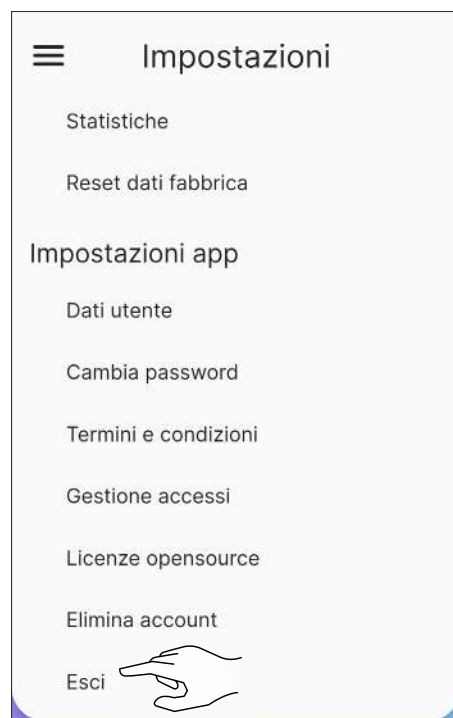 Impostazioni
Statistiche
Reset dati fabbrica
Impostazioni app
Dati utente
Cambia password
Termini e condizioni
Gestione accessi
Licenze opensource
Elimina account
Esci